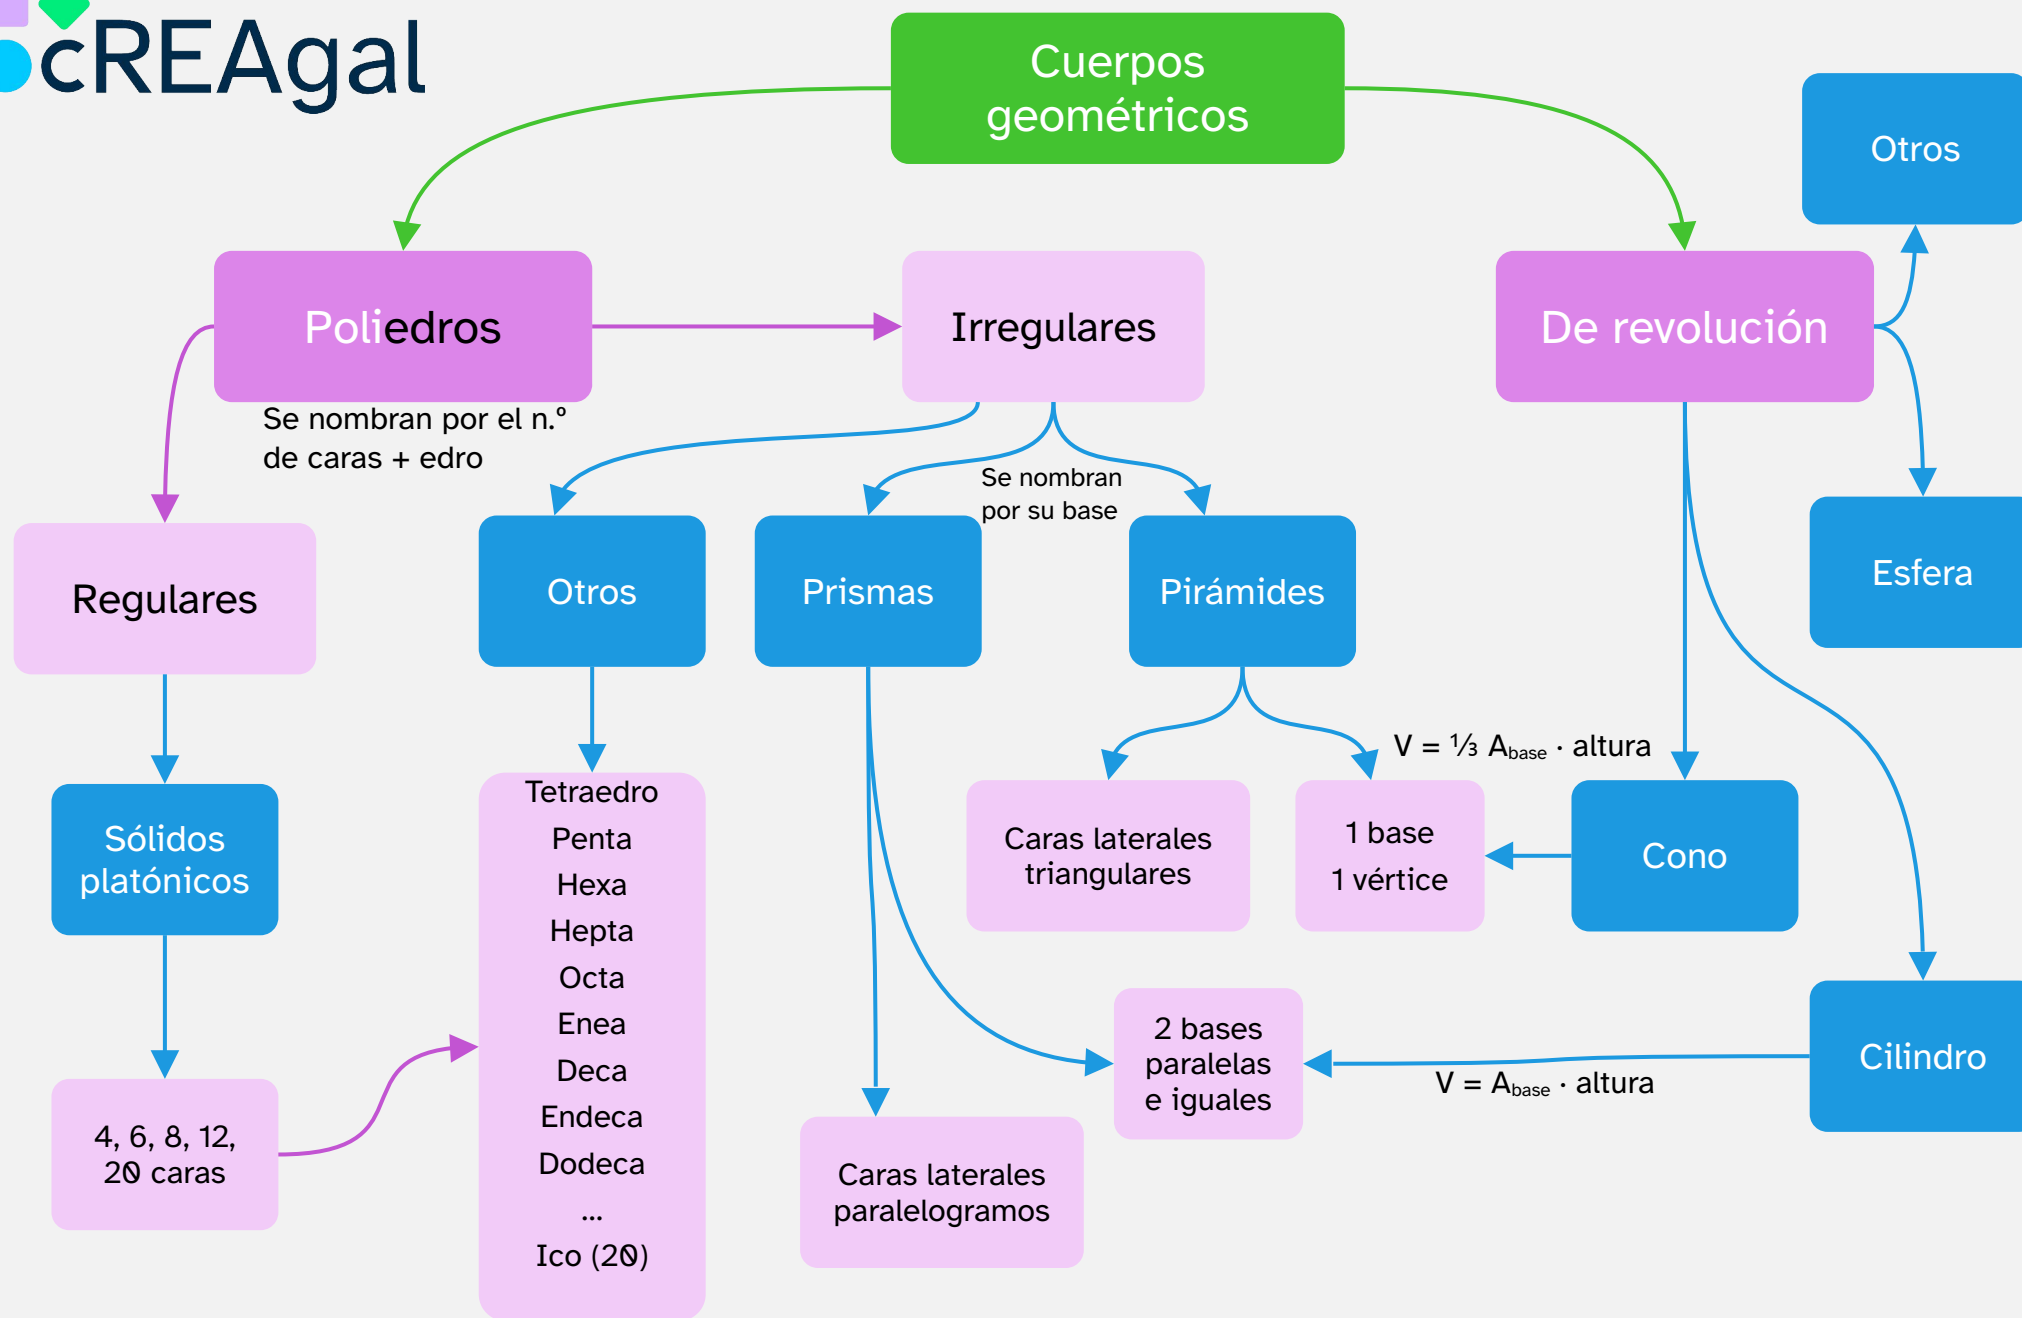 cREAgal
Cuerpos
geométricos
Otros
Poliedros
Irregulares
De revolución
Se nombran por el n.º
de caras + edro
Se nombran
por su base
Regulares
Otros
Prismas
Pirámides
Esfera
V = ⅓ Abase · altura
Sólidos
platónicos
Tetraedro
Penta
Hexa
Hepta
Octa
Enea
Deca
Endeca
Dodeca
...
Ico (20)
Caras laterales
triangulares
1 base
1 vértice
Cono
2 bases
paralelas
e iguales
V = Abase · altura
Cilindro
4, 6, 8, 12,
20 caras
Caras laterales
paralelogramos